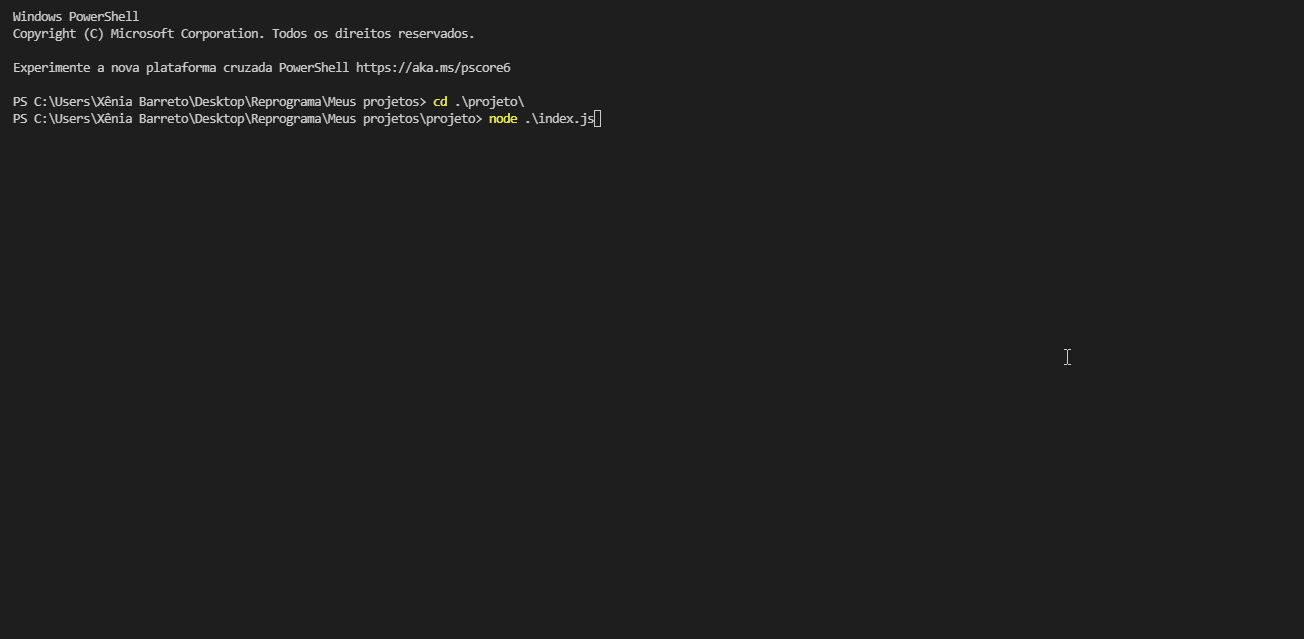 Windows PowerShell
Copyright (C) Microsoft Corporation. Todos os direitos reservados.
Experimente a nova plataforma cruzada PowerShell https://aka.ms/pscore6
PS C:\Users\Xênia Barreto\Desktop\Reprograma\Meus projetos> cd .\projeto\
PS C:\Users\Xênia Barreto\Desktop\Reprograma\Meus projetos\projeto> node .\index.js